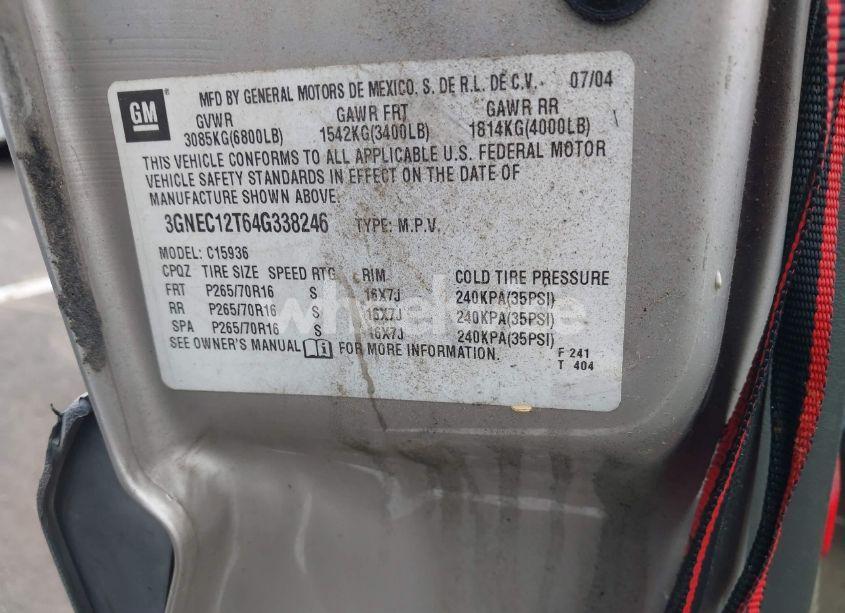 GM
MFD BY GENERAL MOTORS DE MEXICO. S. DE R.L. DE C.V. 07/04
GVWR GAWR FRT GAWR RR
3085KG(6800LB) 1542KG(3400LB) 1814KG(4000LB)
THIS VEHICLE CONFORMS TO ALL APPLICABLE U.S. FEDERAL MOTOR
VEHICLE SAFETY STANDARDS IN EFFECT ON THE DATE OF
MANUFACTURE SHOWN ABOVE.
3GNEC12T64G338246 TYPE: M.P.V.
MODEL: C15936
CPQZ TIRE SIZE SPEED RTG RIM COLD TIRE PRESSURE
FRT P265/70R16 S 16X7J 240KPA(35PSI)
RR P265/70R16 S 16X7J 240KPA(35PSI)
SPA P265/70R16 S 16X7J 240KPA(35PSI)
SEE OWNER'S MANUAL FOR MORE INFORMATION.
F 241
T 404